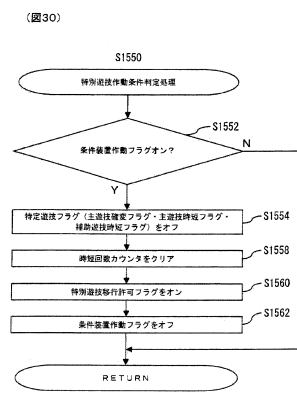 (図30)
S1550
特別遊技作動条件判定処理
S1552
条件装置作動フラグオン?
N
Y
特定遊技フラグ(主遊技確変フラグ・主遊技時短フラグ・
補助遊技時短フラグ)をオフ
S1554
時短回数カウンタをクリア
S1558
特別遊技移行許可フラグをオン
S1560
条件装置作動フラグをオフ
S1562
RETURN